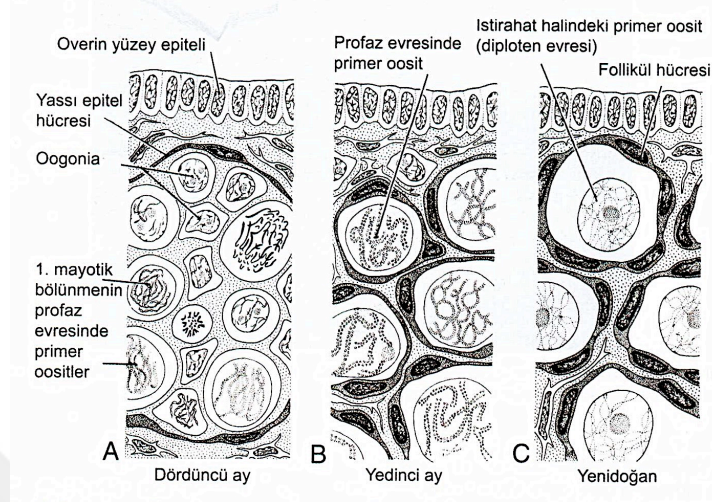 Overin yüzey epiteli
Yassı epitel
hücresi
Oogonia
1. mayotik
bölünmenin
profaz
evresinde
primer
oositler
A
Dördüncü ay
Profaz evresinde
primer oosit
B
Yedinci ay
Istirahat halindeki primer oosit
(diploten evresi)
Follikül hücresi
C
Yenidoğan